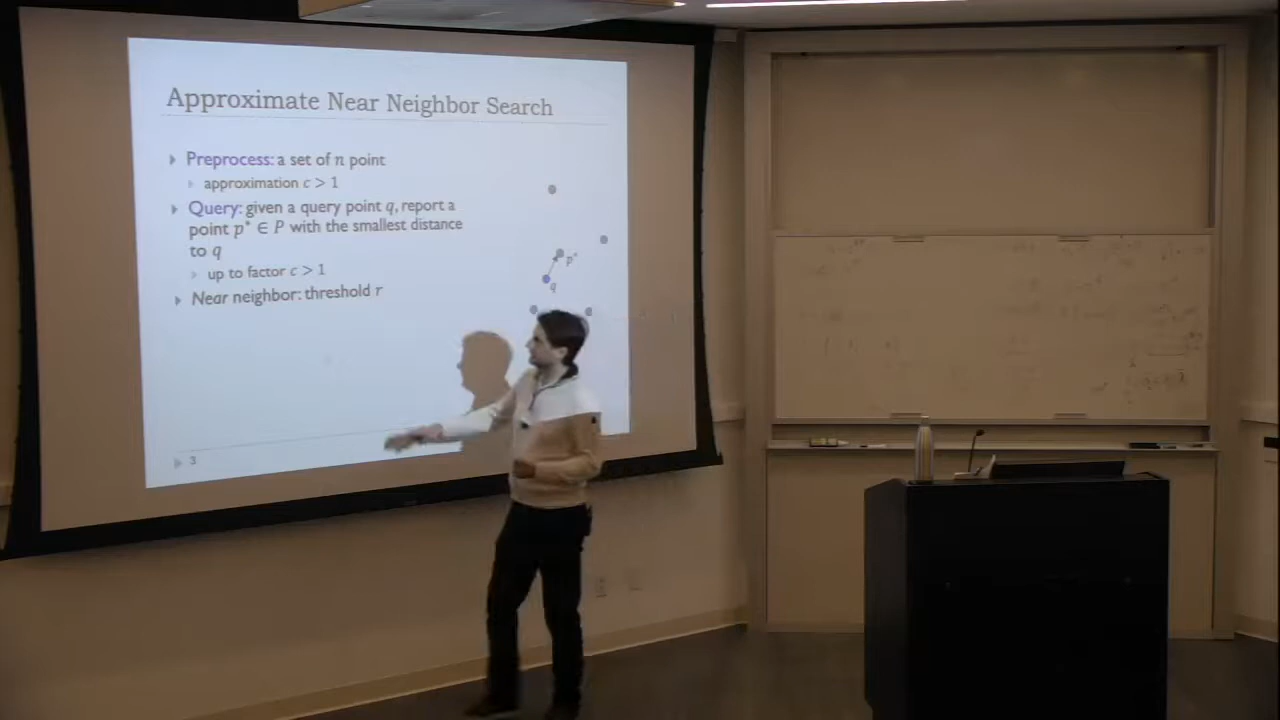 Approximate Near Neighbor Search
Preprocess: a set of n point
approximation c > 1
Query: given a query point q, report a
point p* ∈ P with the smallest distance
to q
up to factor c > 1
Near neighbor: threshold r
p*
q
3